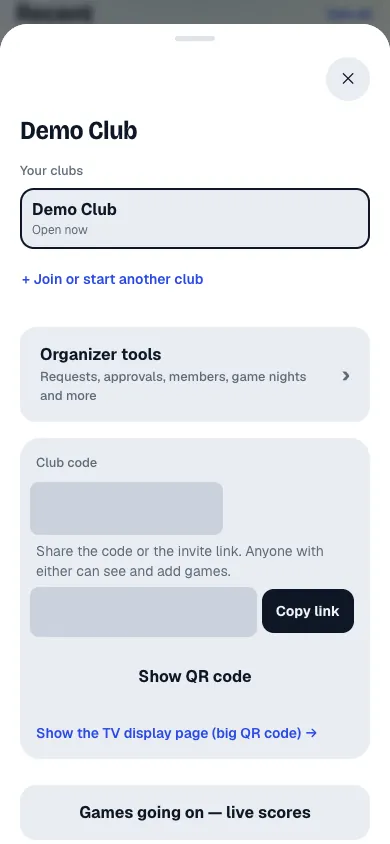 Recent
Demo Club
Your clubs
Demo Club
Open now
+ Join or start another club
Organizer tools
Requests, approvals, members, game nights
and more
›
Club code
Share the code or the invite link. Anyone with
either can see and add games.
Copy link
Show QR code
Show the TV display page (big QR code) →
Games going on — live scores